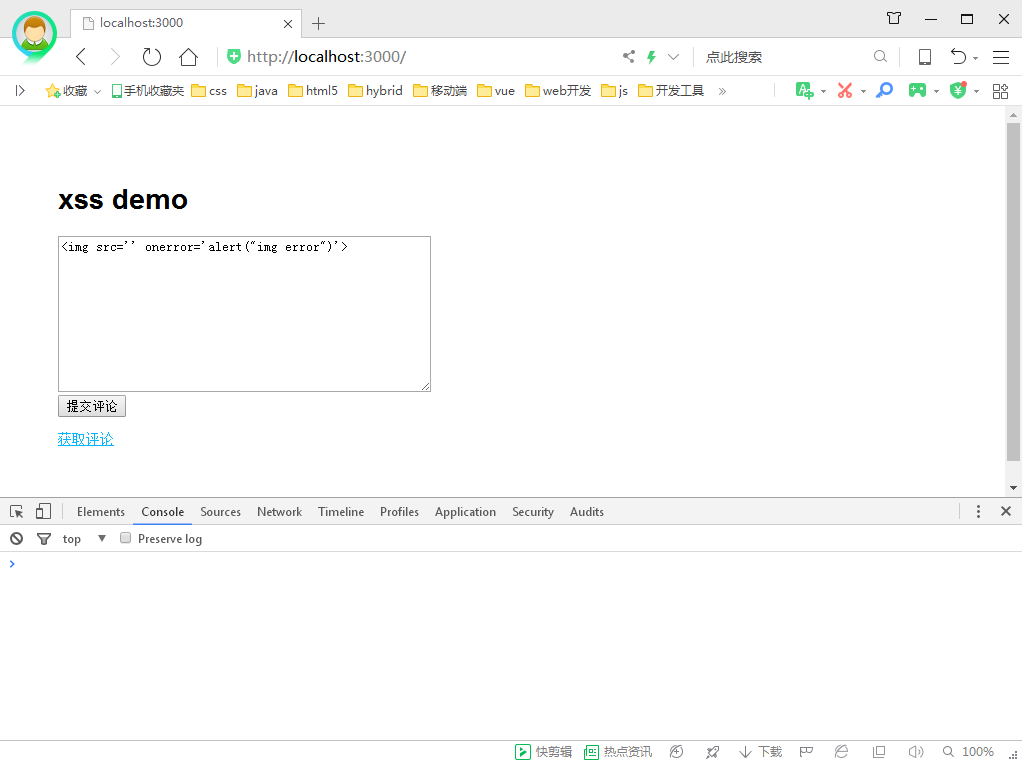 localhost:3000
http://localhost:3000/
点此搜索
收藏 手机收藏夹 css java html5 hybrid 移动端 vue web开发 js 开发工具 »
xss demo
<img src='' onerror='alert("img error")'>
提交评论
获取评论
Elements Console Sources Network Timeline Profiles Application Security Audits
top Preserve log
快剪辑 热点资讯 下载 100%